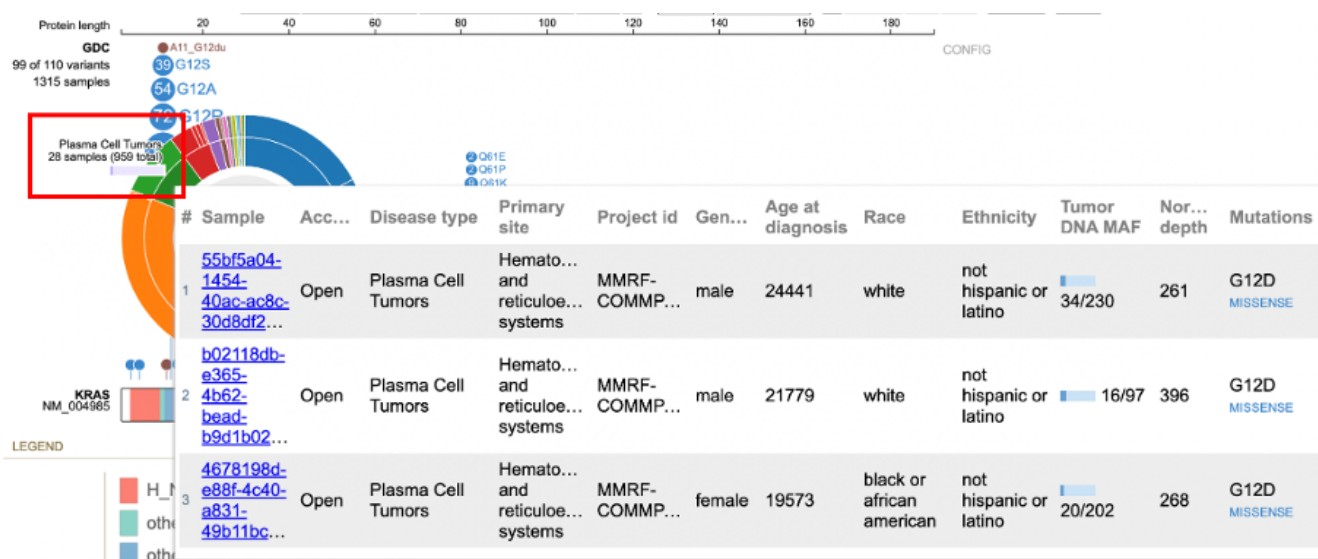 Protein length
20 40 60 80 100 120 140 160 180
GDC
A11_G12du
CONFIG
99 of 110 variants
39 G12S
1315 samples
54 G12A
72 G12R
Plasma Cell Tumors
28 samples (959 total)
2 Q61E
2 Q61P
Q61K
# Sample Acc... Disease type Primary site Project id Gen... Age at diagnosis Race Ethnicity Tumor DNA MAF Nor... depth Mutations
1
55bf5a04-
1454-
40ac-ac8c-
30d8df2...
Open
Plasma Cell
Tumors
Hemato...
and
reticuloe...
systems
MMRF-
COMMP...
male
24441
white
not
hispanic or
latino
34/230
261
G12D
MISSENSE
2
b02118db-
e365-
4b62-
bead-
b9d1b02...
Open
Plasma Cell
Tumors
Hemato...
and
reticuloe...
systems
MMRF-
COMMP...
male
21779
white
not
hispanic or
latino
16/97
396
G12D
MISSENSE
3
4678198d-
e88f-4c40-
a831-
49b11bc...
Open
Plasma Cell
Tumors
Hemato...
and
reticuloe...
systems
MMRF-
COMMP...
female
19573
black or
african
american
not
hispanic or
latino
20/202
268
G12D
MISSENSE
KRAS
NM_004985
LEGEND